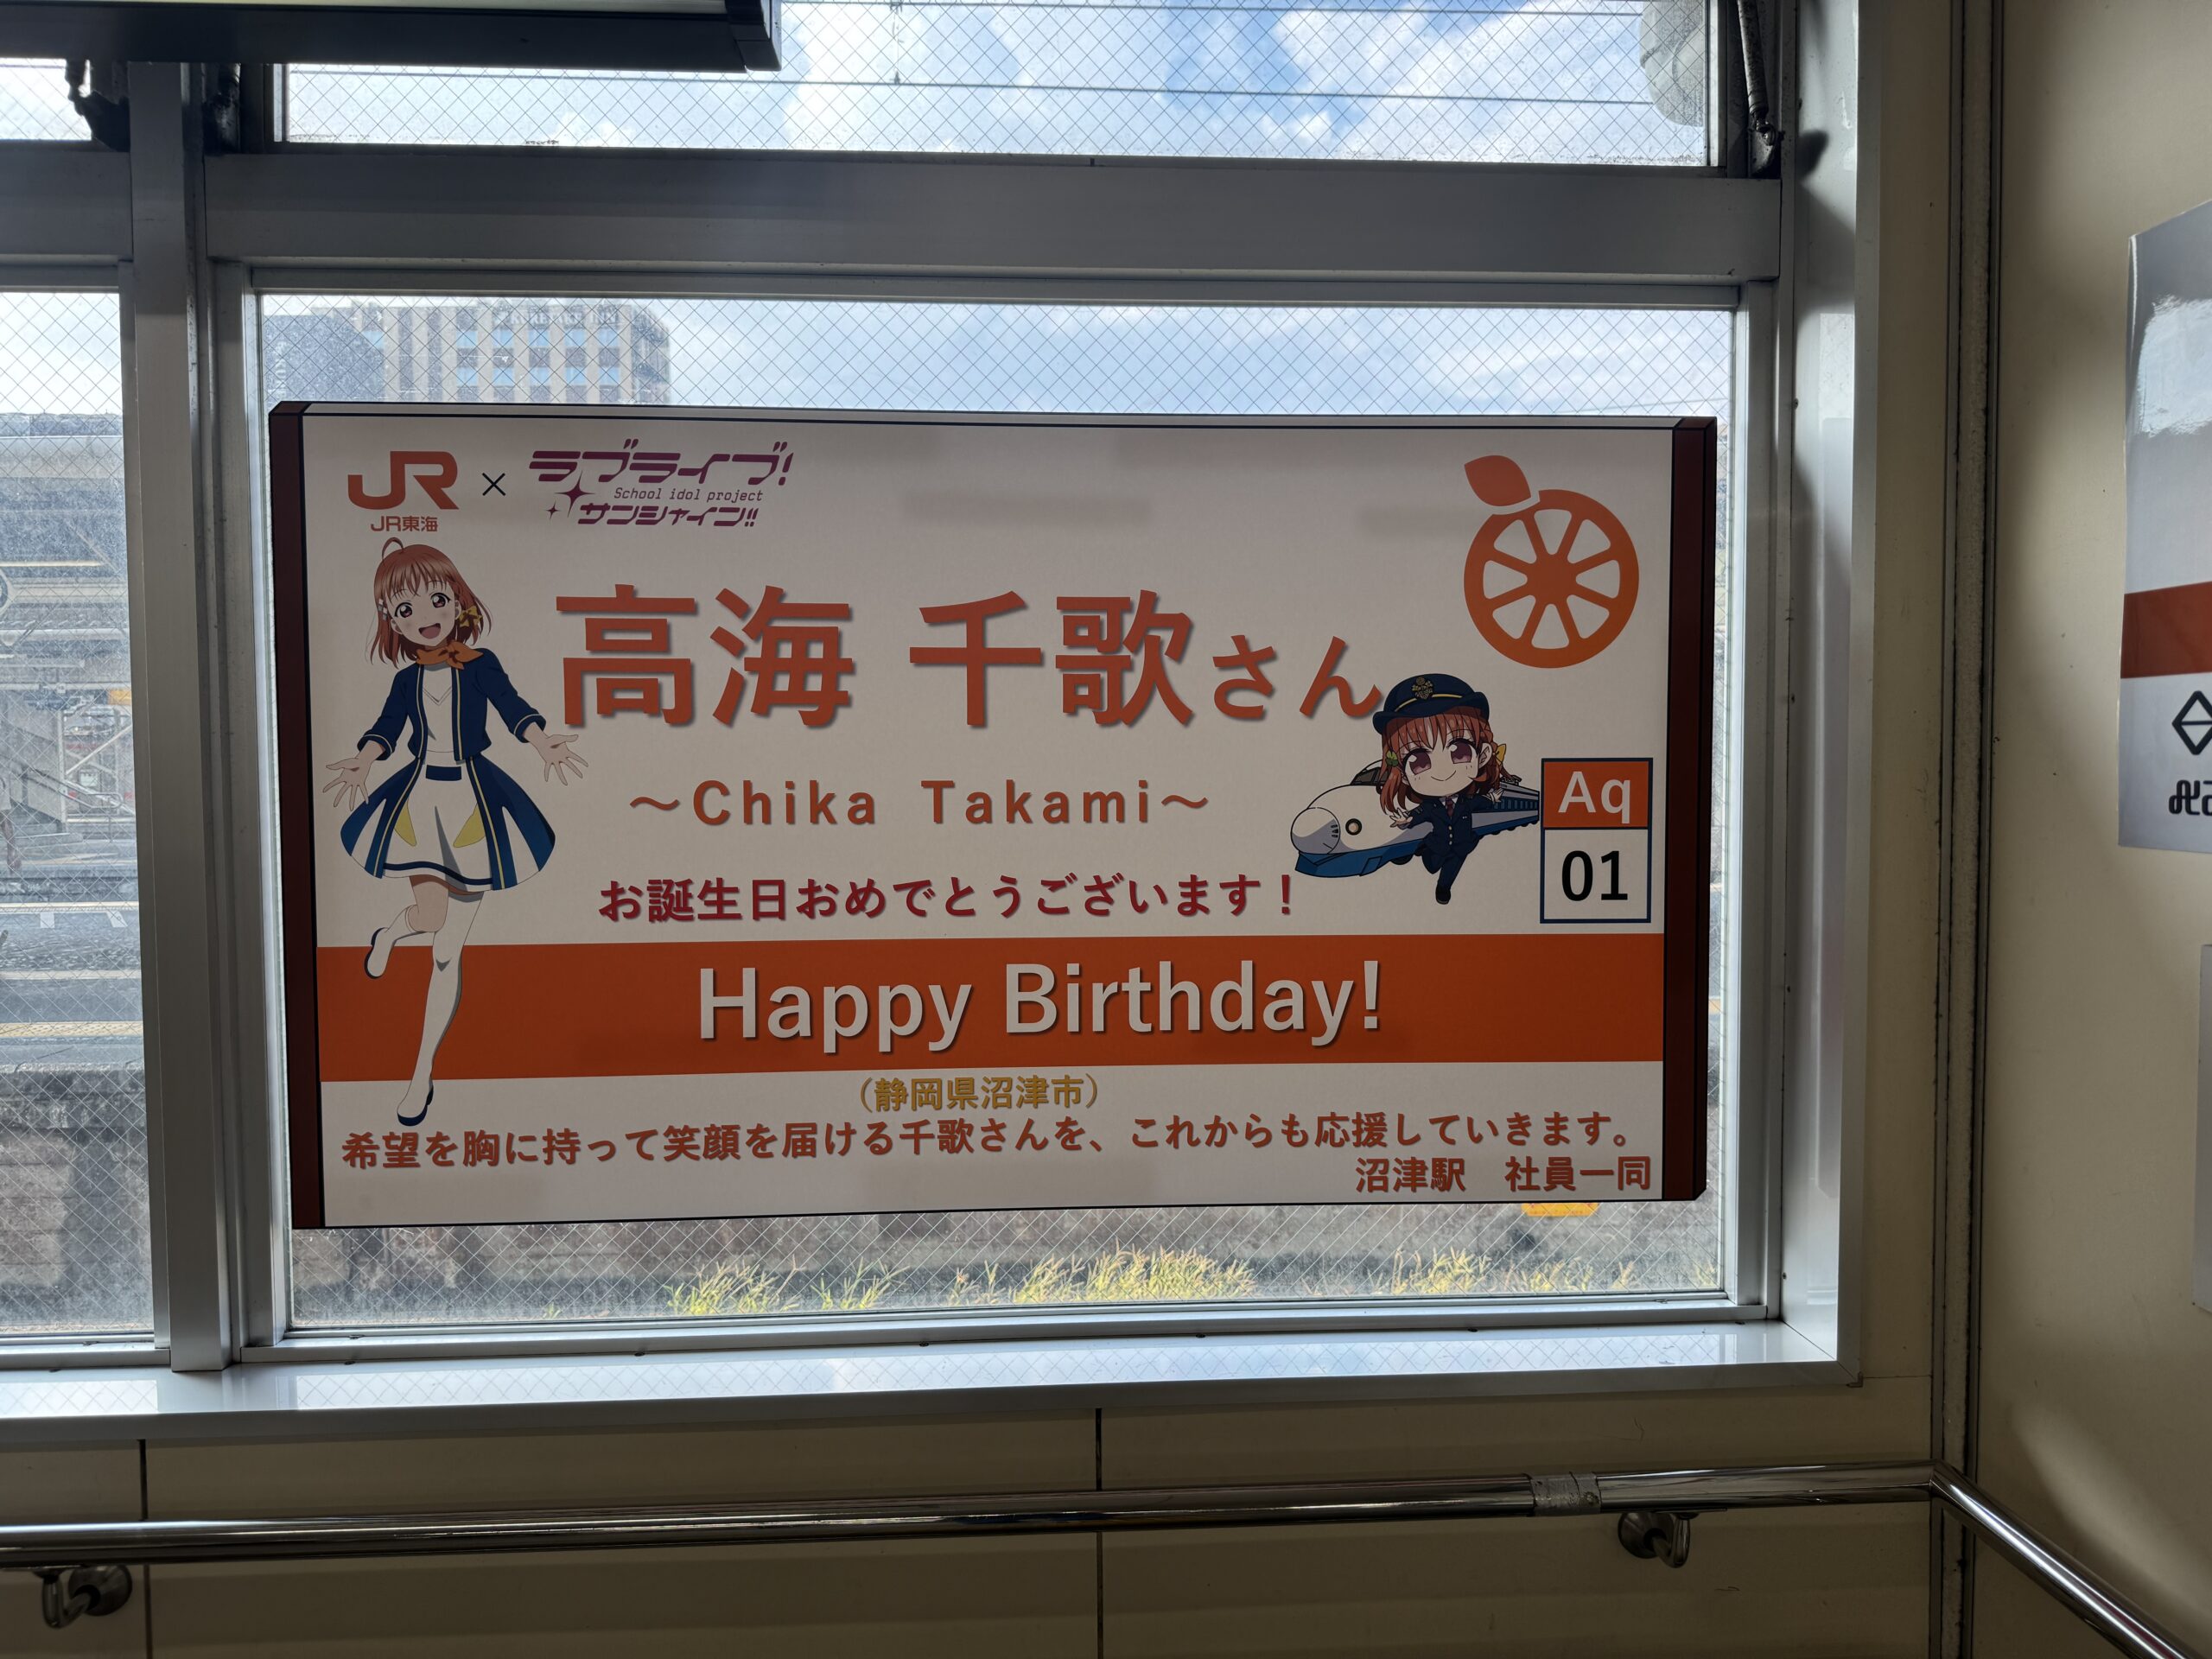 JR × ラブライブ!
School idol project
サンシャイン!!
JR東海
高海 千歌さん
～Chika Takami～
Aq
01
お誕生日おめでとうございます！
Happy Birthday!
（静岡県沼津市）
希望を胸に持って笑顔を届ける千歌さんを、これからも応援していきます。
沼津駅 社員一同